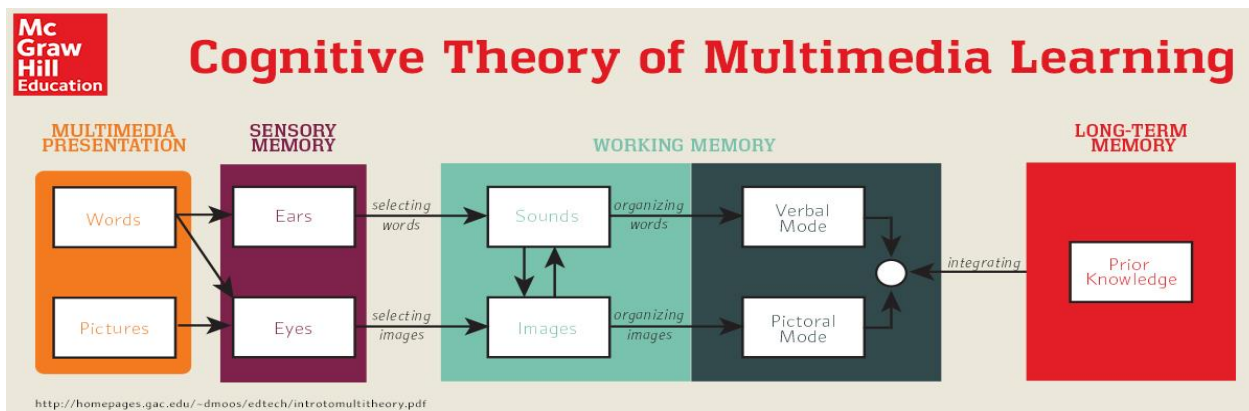 Mc
Graw
Hill
Education
Cognitive Theory of Multimedia Learning
MULTIMEDIA
PRESENTATION
SENSORY
MEMORY
WORKING MEMORY
LONG-TERM
MEMORY
Words
Ears
selecting
words
Sounds
organizing
words
Verbal
Mode
integrating
Prior
Knowledge
Pictures
Eyes
selecting
images
Images
organizing
images
Pictoral
Mode
http://homepages.gac.edu/~dmoos/edtech/introtomultitheory.pdf